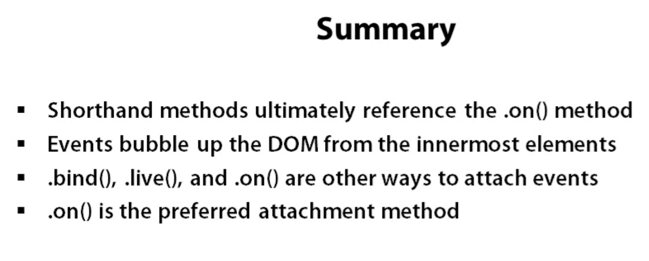 Summary
▪ Shorthand methods ultimately reference the .on() method
▪ Events bubble up the DOM from the innermost elements
▪ .bind(), .live(), and .on() are other ways to attach events
▪ .on() is the preferred attachment method